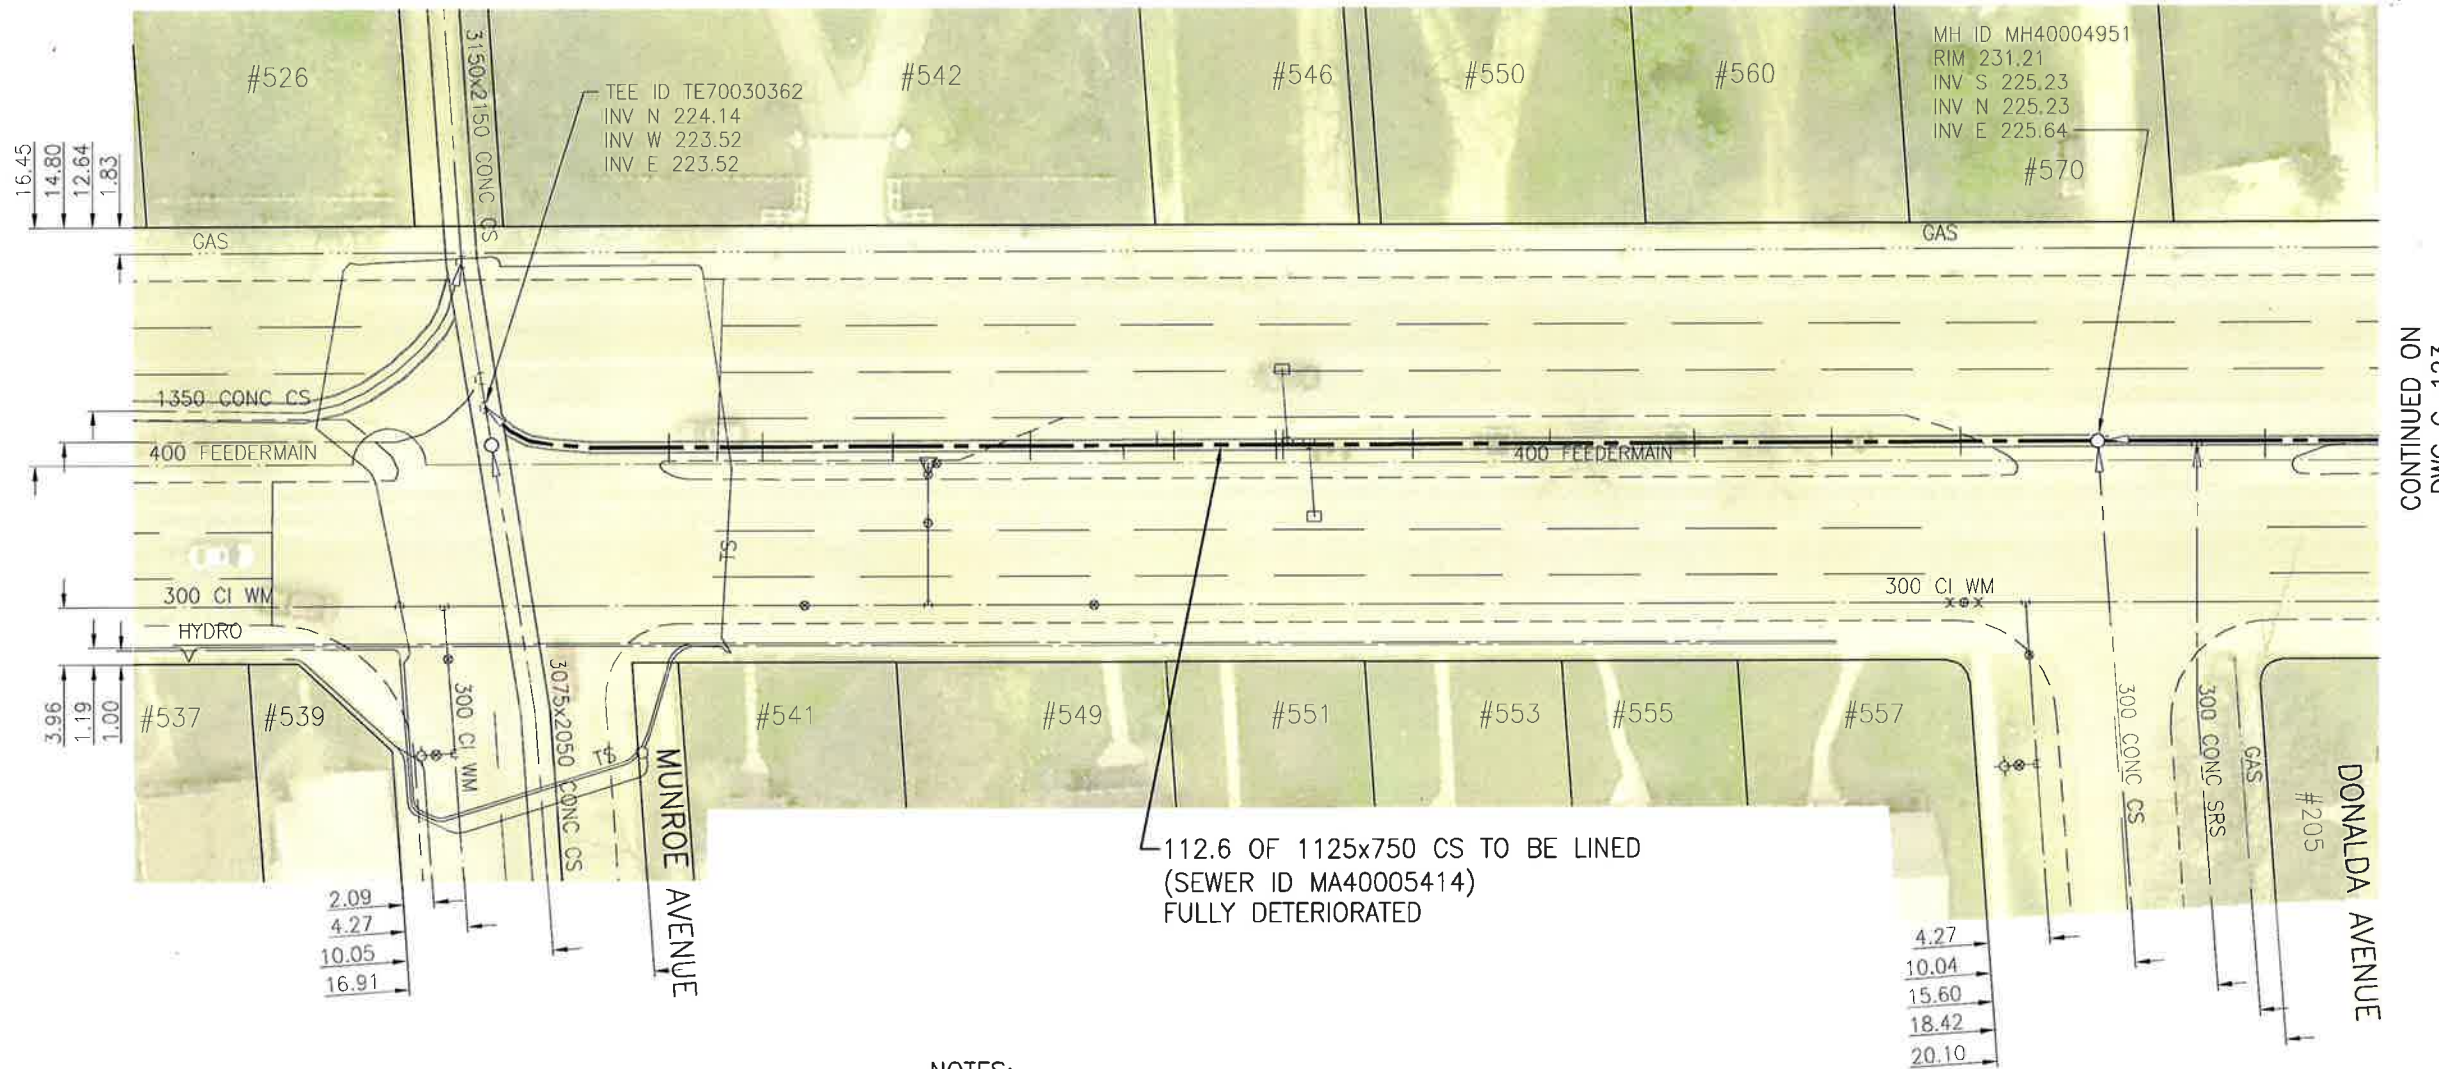 #526
3150x2150 CONC CS
TEE ID TE70030362
INV N 224.14
INV W 223.52
INV E 223.52
#542
#546
#550
#560
MH ID MH40004951
RIM 231.21
INV S 225.23
INV N 225.23
INV E 225.64
#570
16.45
14.80
12.64
1.83
GAS
GAS
1350 CONC CS
400 FEEDERMAIN
400 FEEDERMAIN
CONTINUED ON
TS
300 CI WM
300 CI WM
HYDRO
3.96
1.19
1.00
#537
#539
300 CI WM
3075x2050 CONC CS
TS
MUNROE AVENUE
#541
#549
#551
#553
#555
#557
300 CONC CS
300 CONC SRS
GAS
#205
DONALDA AVENUE
112.6 OF 1125x750 CS TO BE LINED
(SEWER ID MA40005414)
FULLY DETERIORATED
2.09
4.27
10.05
16.91
4.27
10.04
15.60
18.42
20.10
NOTES: